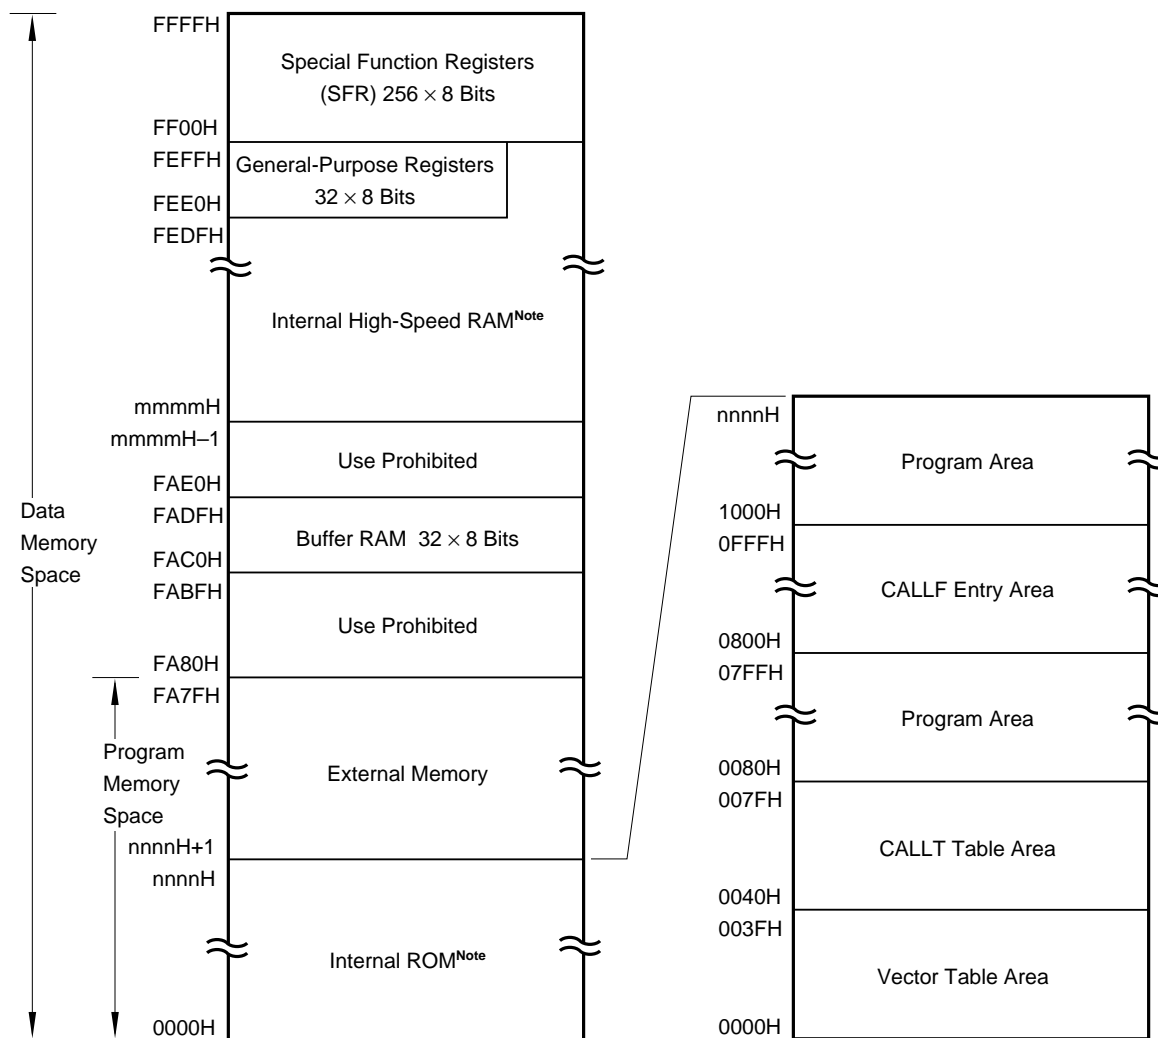 FFFFH
Special Function Registers
(SFR) 256 × 8 Bits
FF00H
FEFFH
General-Purpose Registers
32 × 8 Bits
FEE0H
FEDFH
Internal High-Speed RAMNote
mmmmH
mmmmH–1
Use Prohibited
FAE0H
FADFH
Buffer RAM 32 × 8 Bits
FAC0H
FABFH
Use Prohibited
FA80H
FA7FH
External Memory
nnnnH+1
nnnnH
Internal ROMNote
0000H
Data
Memory
Space
Program
Memory
Space
nnnnH
Program Area
1000H
0FFFH
CALLF Entry Area
0800H
07FFH
Program Area
0080H
007FH
CALLT Table Area
0040H
003FH
Vector Table Area
0000H